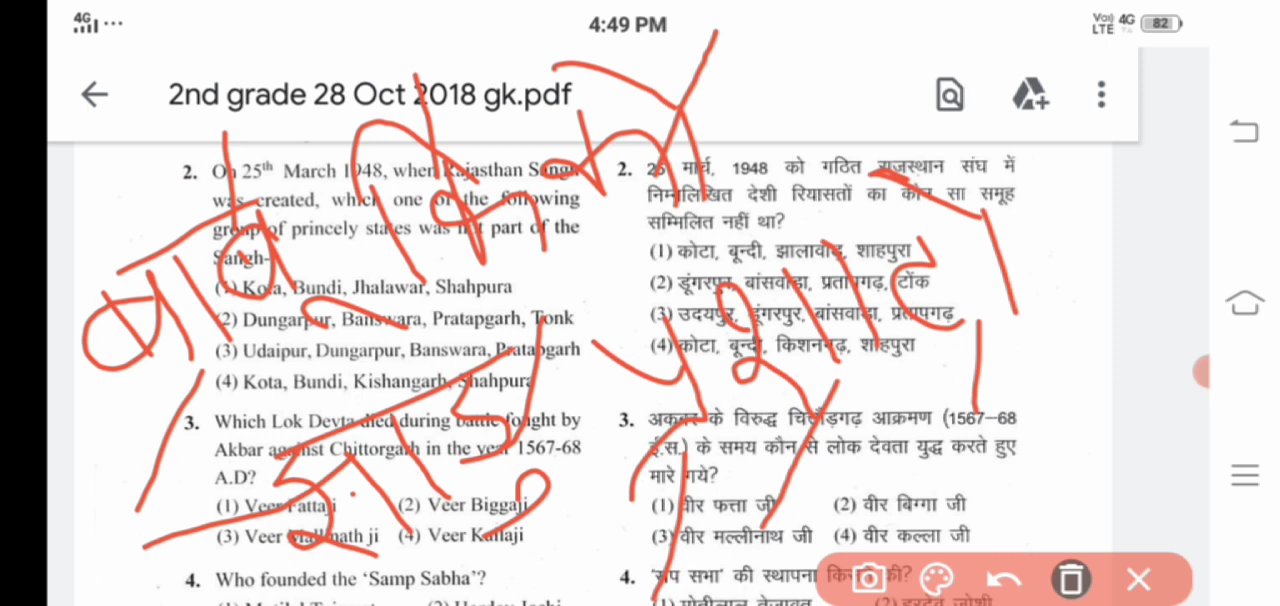 4G ... 4:49 PM Vo) LTE 4G 82
2nd grade 28 Oct 2018 gk.pdf
2. On 25th March 1948, when Rajasthan Sangh
was created, which one of the following
group of princely states was not part of the
Sangh-
(1) Kota, Bundi, Jhalawar, Shahpura
(2) Dungarpur, Banswara, Pratapgarh, Tonk
(3) Udaipur, Dungarpur, Banswara, Pratapgarh
(4) Kota, Bundi, Kishangarh, Shahpura
3. Which Lok Devta died during battle fought by
Akbar against Chittorgarh in the year 1567-68
A.D?
(1) Veer Fattaji (2) Veer Biggaji
(3) Veer Mallinath ji (4) Veer Kallaji
4. Who founded the ‘Samp Sabha’?
2. 25 मार्च, 1948 को गठित राजस्थान संघ में
निम्नलिखित देशी रियासतों का कौन सा समूह
सम्मिलित नहीं था?
(1) कोटा, बून्दी, झालावाड़, शाहपुरा
(2) डूंगरपुर, बांसवाड़ा, प्रतापगढ़, टोंक
(3) उदयपुर, डूंगरपुर, बांसवाड़ा, प्रतापगढ़
(4) कोटा, बून्दी, किशनगढ़, शाहपुरा
3. अकबर के विरुद्ध चित्तौड़गढ़ आक्रमण (1567–68
ई.स.) के समय कौन से लोक देवता युद्ध करते हुए
मारे गये?
(1) वीर फत्ता जी (2) वीर बिग्गा जी
(3) वीर मल्लीनाथ जी (4) वीर कल्ला जी
4. 'संप सभा' की स्थापना किसने की?